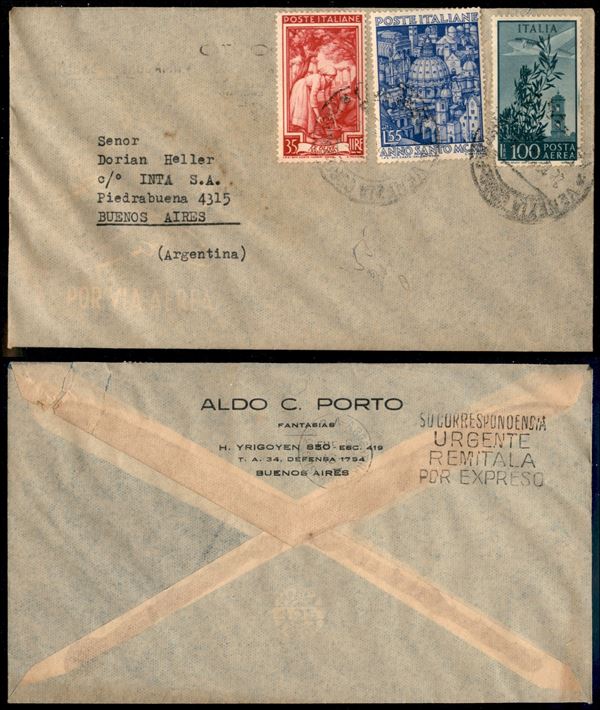 POSTE ITALIANE
35 LIRE
POSTE ITALIANE
L.55
ANNO SANTO
ITALIA
L. 100 POSTA AEREA
VENEZIA
Senor
Dorian Heller
c/o INTA S.A.
Piedrabuena 4315
BUENOS AIRES
(Argentina)
POR VIA AEREA
ALDO C. PORTO
FANTASIAS
H. YRIGOYEN 850 - ESC. 419
T. A. 34, DEFENSA 1754
BUENOS AIRES
SU CORRESPONDENCIA
URGENTE
REMITALA
POR EXPRESO